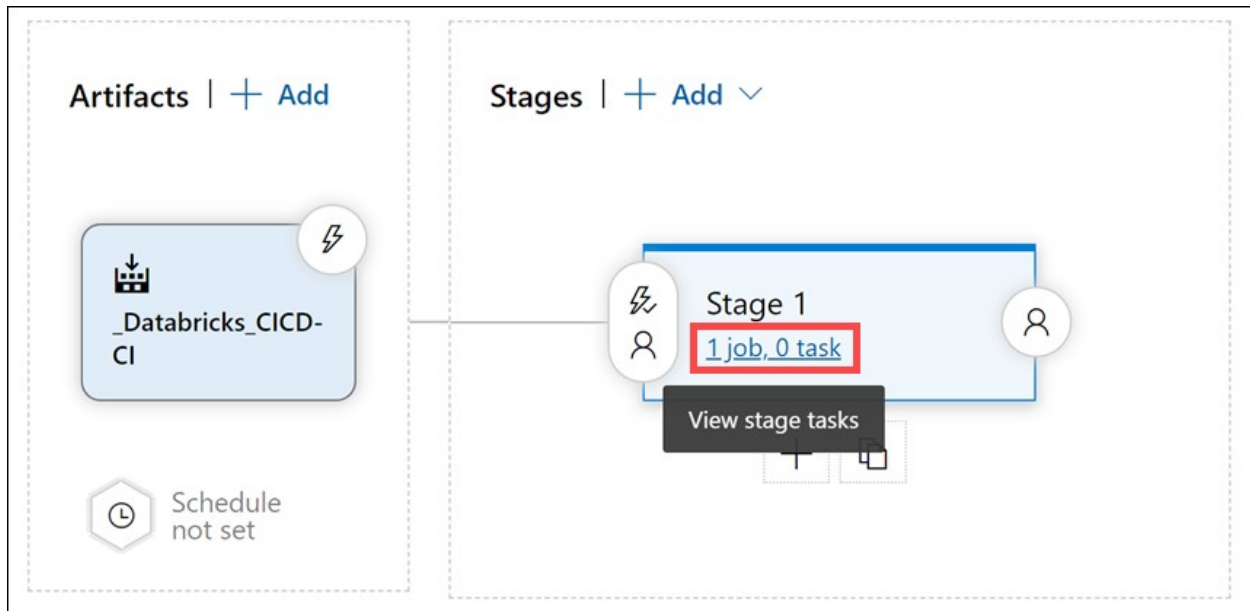 Artifacts | + Add
Stages | + Add
_Databricks_CICD-
CI
Stage 1
1 job, 0 task
View stage tasks
Schedule
not set